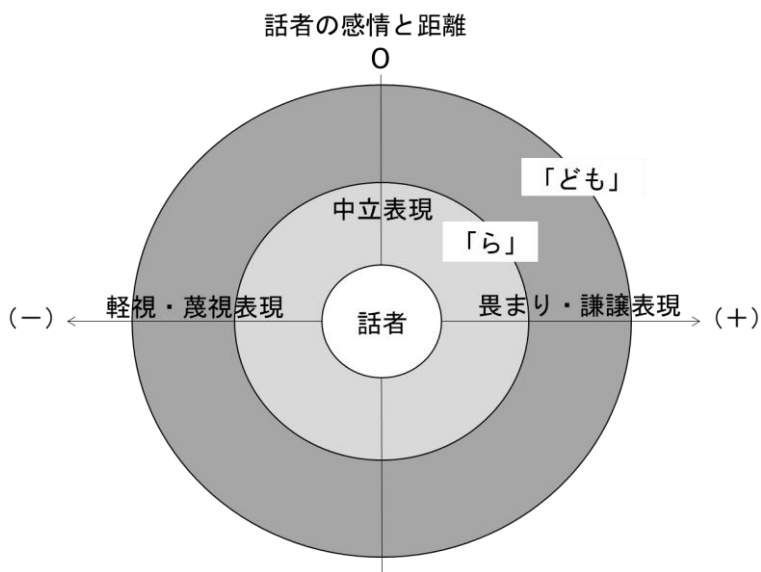 話者の感情と距離
0
「ども」
中立表現
「ら」
(－) 軽視・蔑視表現 話者 畏まり・謙譲表現 (＋)